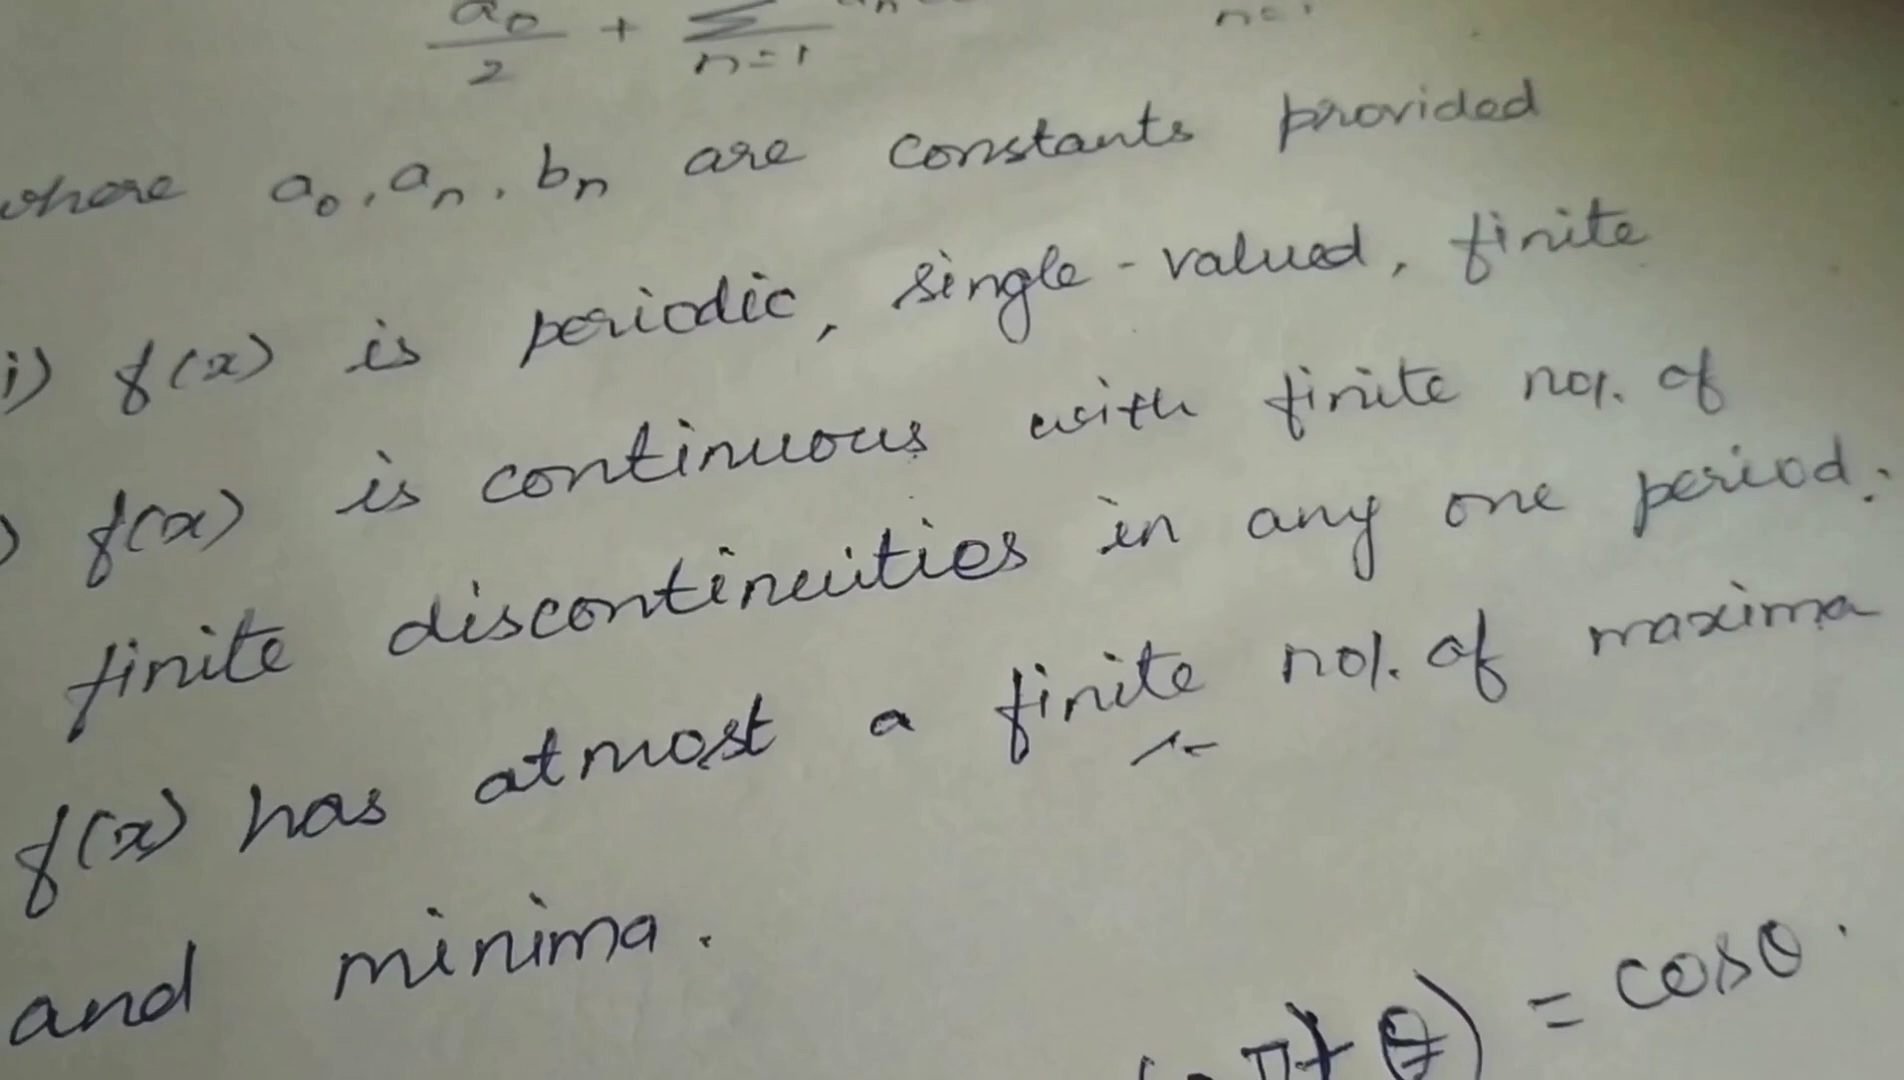 a₀/2 + Σ n=1
where a₀, aₙ, bₙ are constants provided
i) f(x) is periodic, single-valued, finite
) f(x) is continuous with finite no/. of
finite discontinuities in any one period.
f(x) has atmost a finite no/. of maxima
and minima.
π+θ) = cosθ.